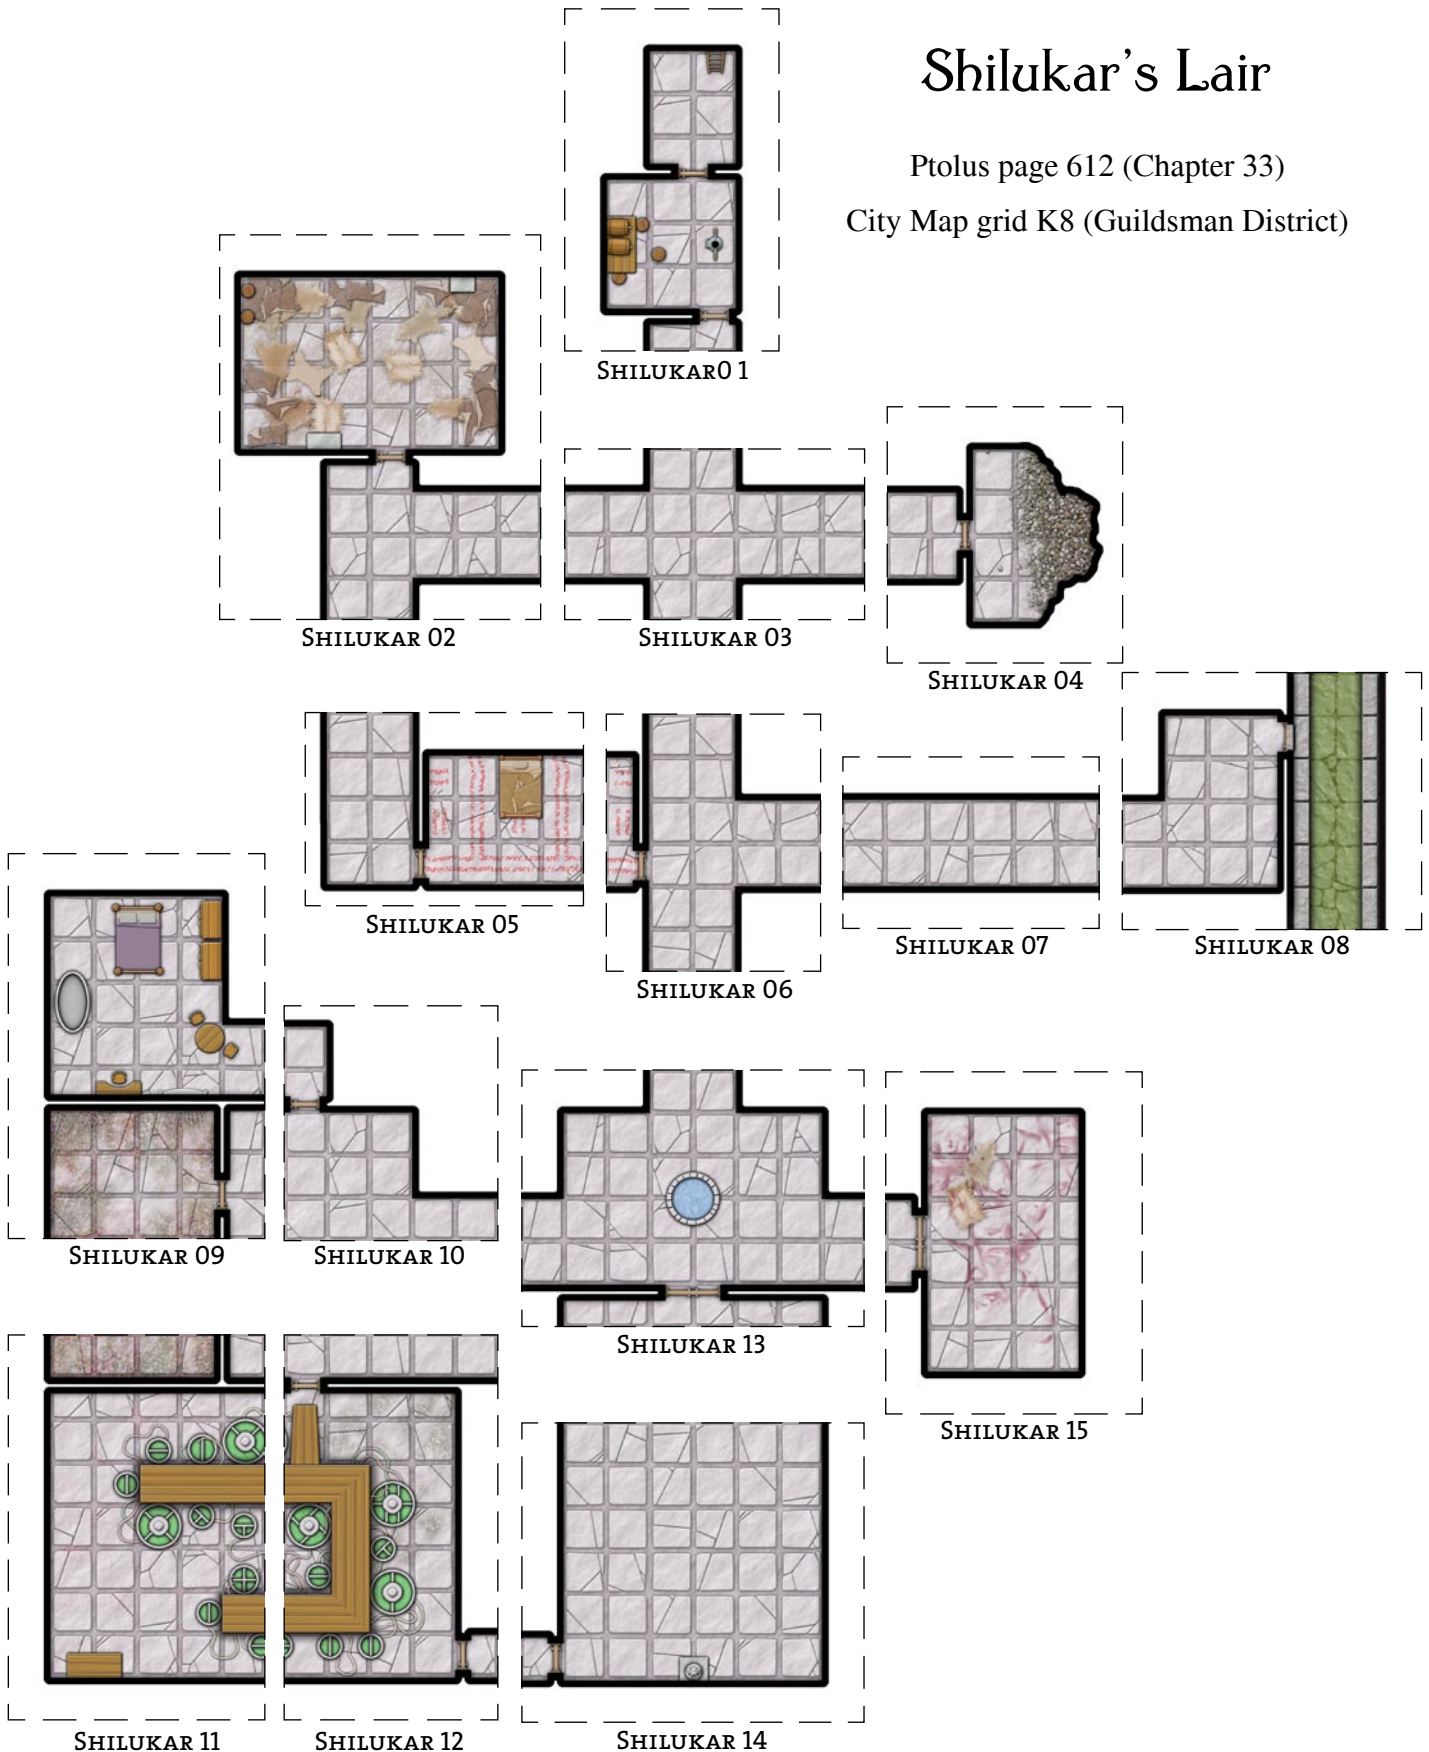 Shilukar's Lair
Ptolus page 612 (Chapter 33)
City Map grid K8 (Guildsman District)
Shilukar0 1
Shilukar 02
Shilukar 03
Shilukar 04
Shilukar 05
Shilukar 06
Shilukar 07
Shilukar 08
Shilukar 09
Shilukar 10
Shilukar 13
Shilukar 15
Shilukar 11
Shilukar 12
Shilukar 14